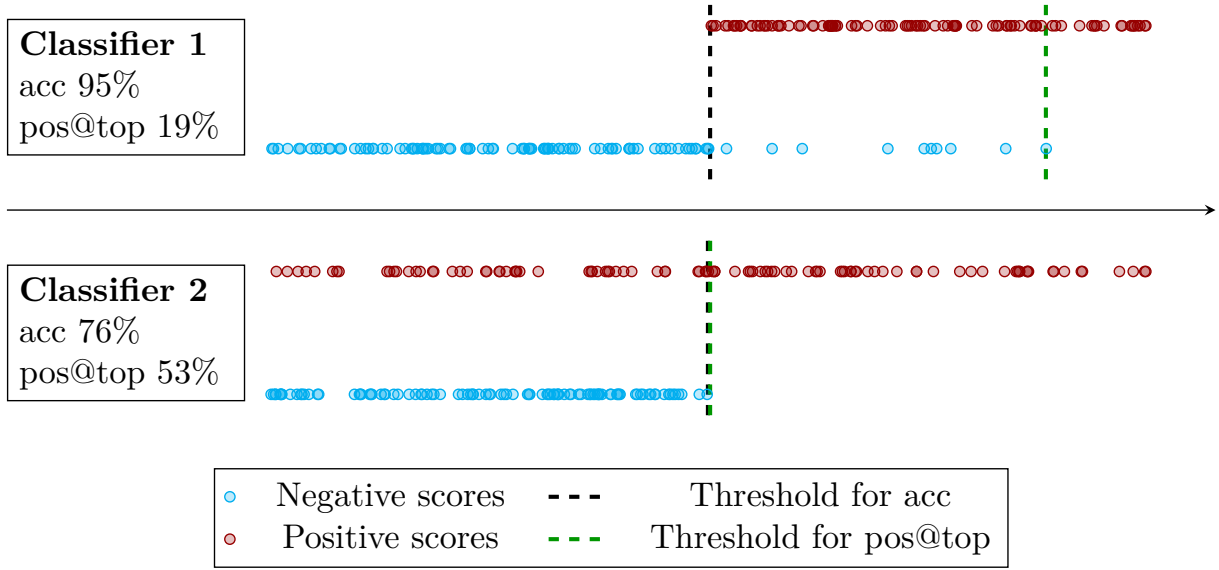 Classifier 1
acc 95%
pos@top 19%
Classifier 2
acc 76%
pos@top 53%
Negative scores Threshold for acc
Positive scores Threshold for pos@top